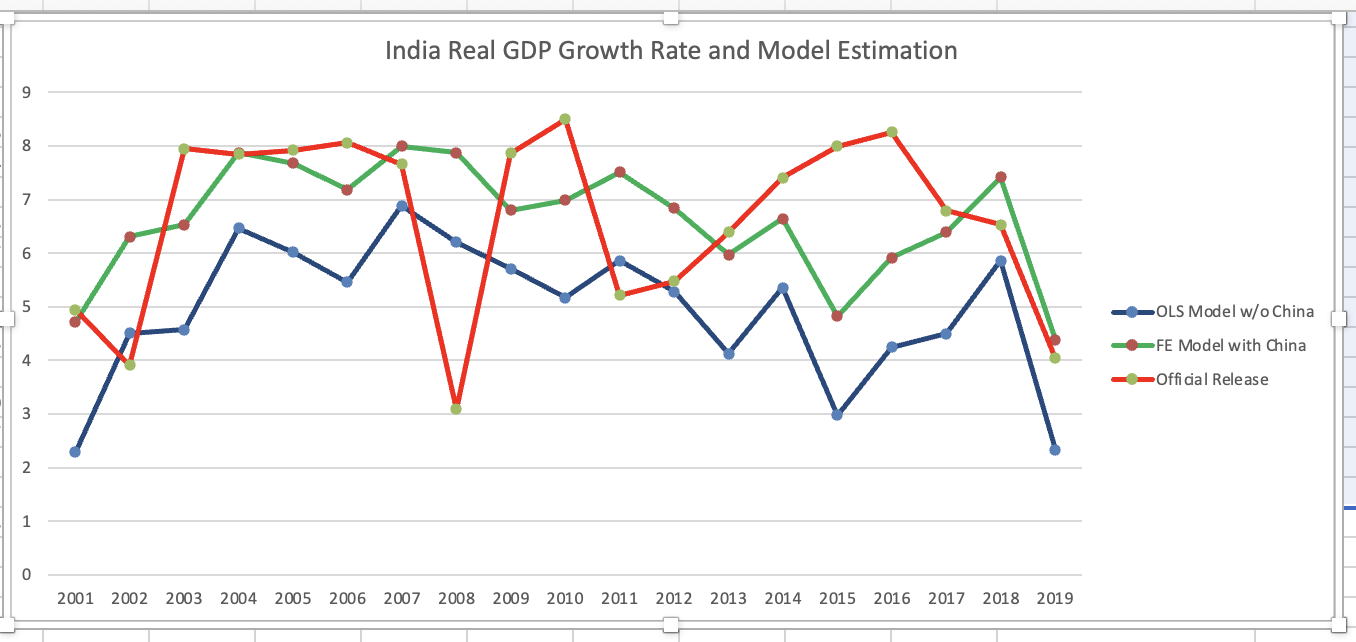 India Real GDP Growth Rate and Model Estimation
9
8
7
6
5
4
3
2
1
0
2001 2002 2003 2004 2005 2006 2007 2008 2009 2010 2011 2012 2013 2014 2015 2016 2017 2018 2019
OLS Model w/o China
FE Model with China
Official Release